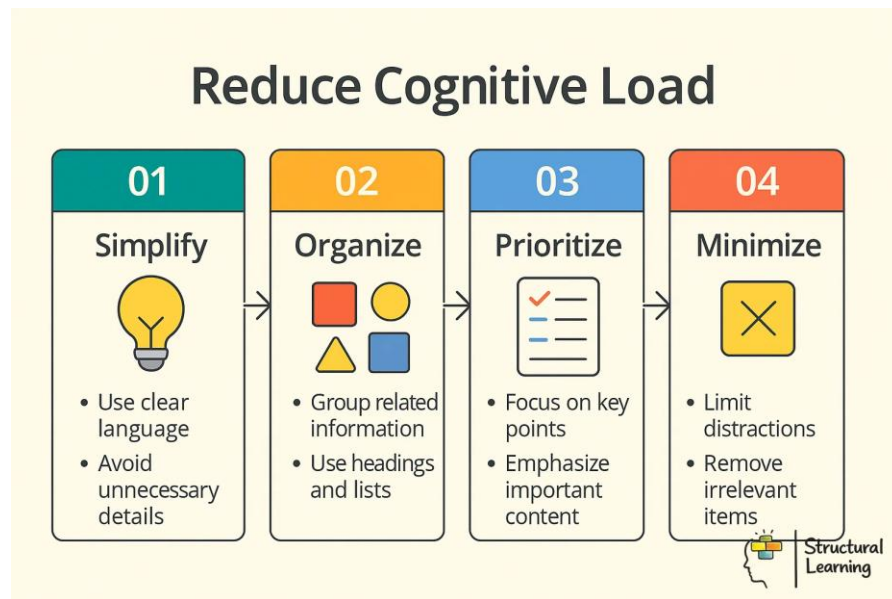 Reduce Cognitive Load
01
Simplify
• Use clear
language
• Avoid
unnecessary
details
02
Organize
• Group related
information
• Use headings
and lists
03
Prioritize
• Focus on key
points
• Emphasize
important
content
04
Minimize
• Limit
distractions
• Remove
irrelevant
items
Structural
Learning